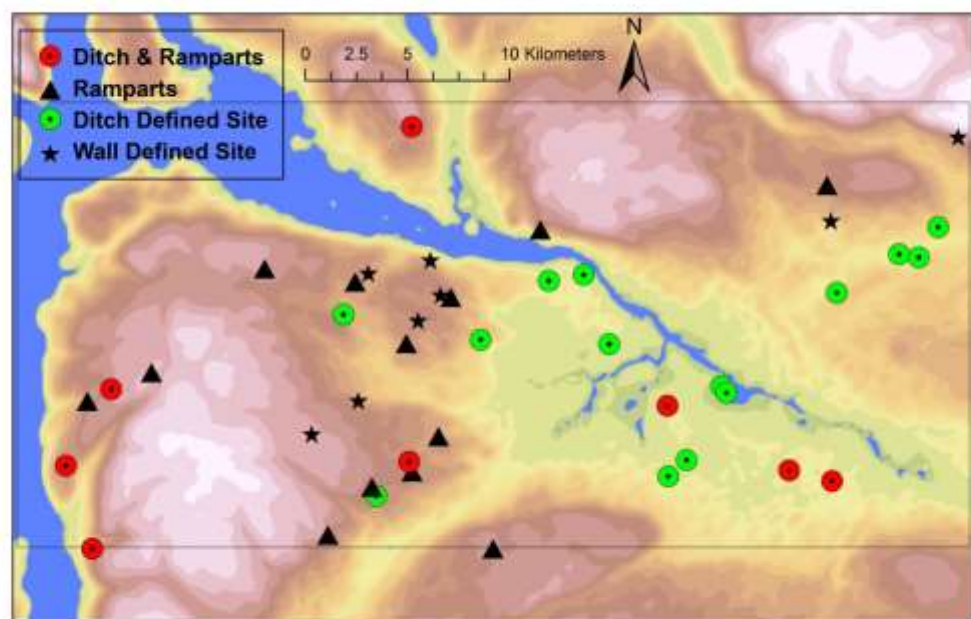 Ditch & Ramparts
Ramparts
Ditch Defined Site
Wall Defined Site
0 2.5 5 10 Kilometers
N